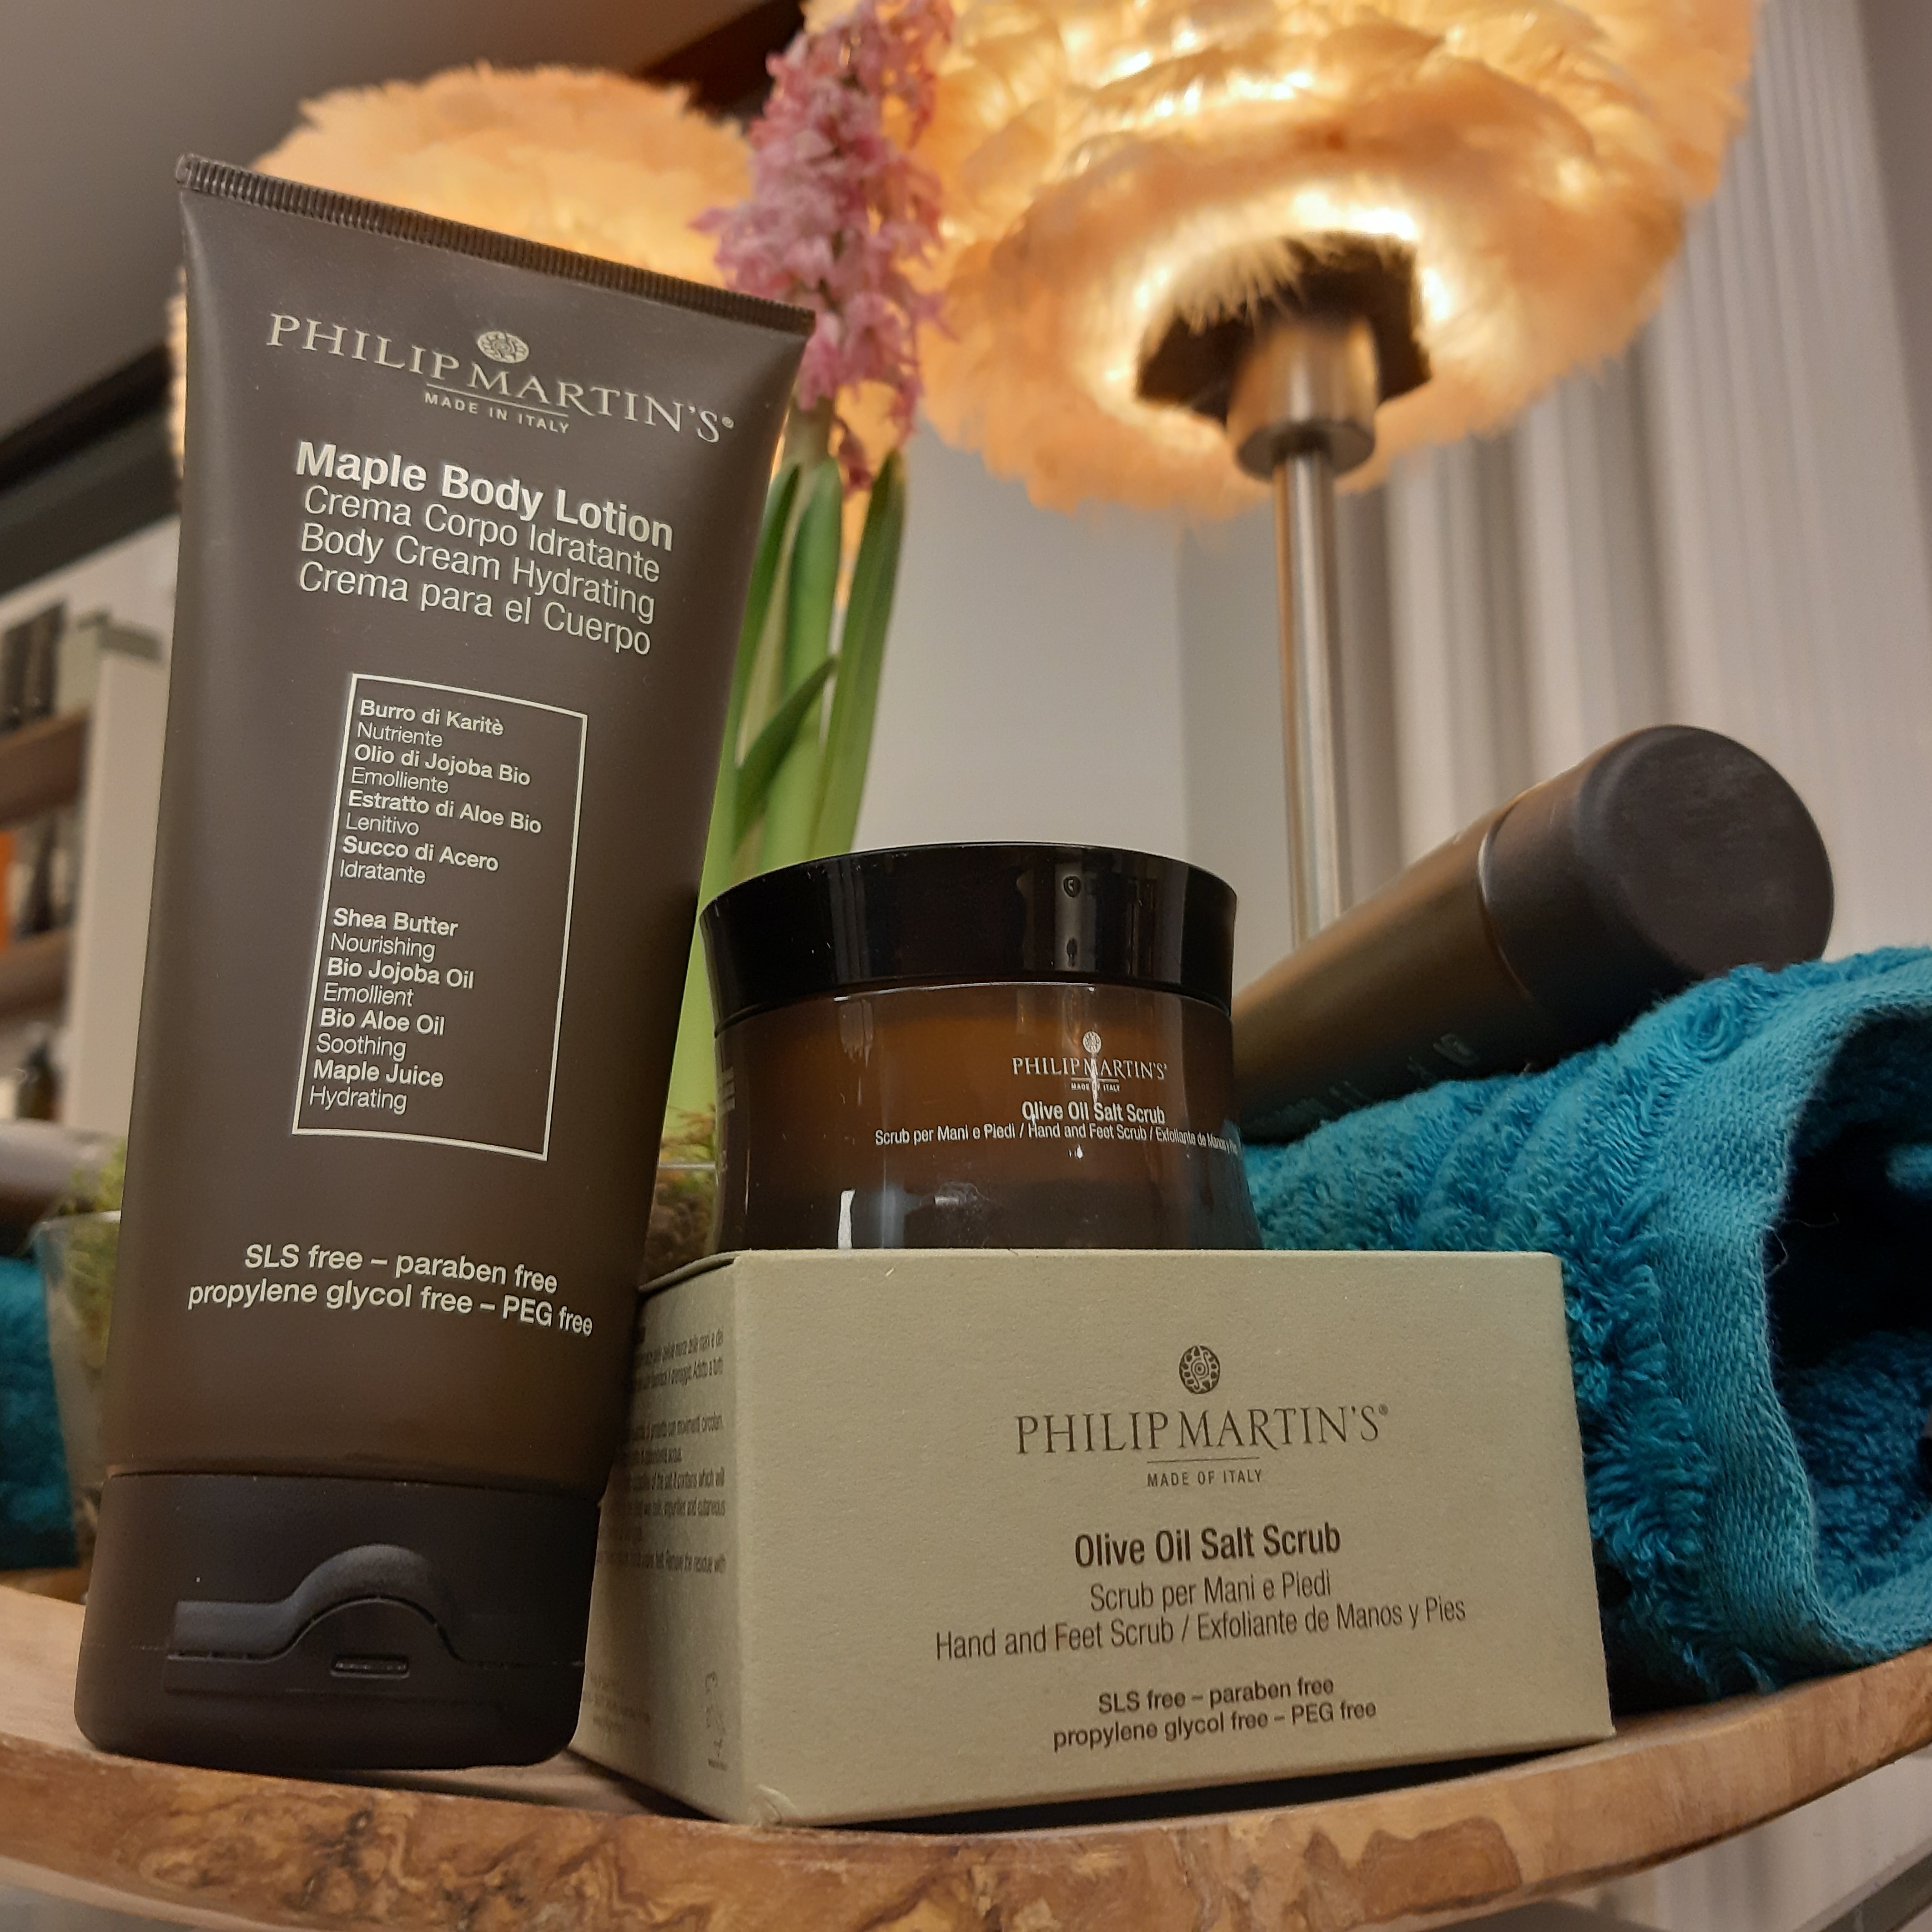 PHILIP MARTIN'S®
MADE IN ITALY
Maple Body Lotion
Crema Corpo Idratante
Body Cream Hydrating
Crema para el Cuerpo
Burro di Karitè
Nutriente
Olio di Jojoba Bio
Emolliente
Estratto di Aloe Bio
Lenitivo
Succo di Acero
Idratante
Shea Butter
Nourishing
Bio Jojoba Oil
Emollient
Bio Aloe Oil
Soothing
Maple Juice
Hydrating
SLS free – paraben free
propylene glycol free – PEG free
PHILIP MARTIN'S®
MADE OF ITALY
Olive Oil Salt Scrub
Scrub per Mani e Piedi / Hand and Feet Scrub / Exfoliante de Manos y Pies
PHILIP MARTIN'S®
MADE OF ITALY
Olive Oil Salt Scrub
Scrub per Mani e Piedi
Hand and Feet Scrub / Exfoliante de Manos y Pies
SLS free – paraben free
propylene glycol free – PEG free